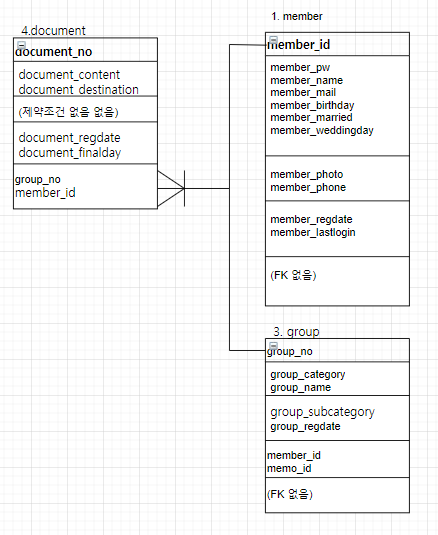 4.document
document_no
document_content
document_destination
(제약조건 없음 없음)
document_regdate
document_finalday
group_no
member_id
1. member
member_id
member_pw
member_name
member_mail
member_birthday
member_married
member_weddingday
member_photo
member_phone
member_regdate
member_lastlogin
(FK 없음)
3. group
group_no
group_category
group_name
group_subcategory
group_regdate
member_id
memo_id
(FK 없음)